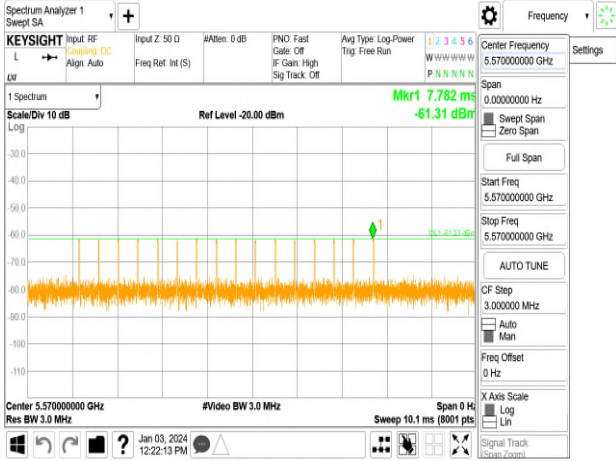 Spectrum Analyzer 1
Swept SA
Frequency
KEYSIGHT
L
LXI
Input: RF
Coupling: DC
Align: Auto
Input Z: 50 Ω
Freq Ref: Int (S)
#Atten: 0 dB
PNO: Fast
Gate: Off
IF Gain: High
Sig Track: Off
Avg Type: Log-Power
Trig: Free Run
1 2 3 4 5 6
W W W W W W
P N N N N N
1 Spectrum
Scale/Div 10 dB
Log
Ref Level -20.00 dBm
Mkr1 7.782 ms
-61.31 dBm
-30.0
-40.0
-50.0
-60.0
-70.0
-80.0
-90.0
-100
-110
1
DL1 -61.21 dBm
Center 5.570000000 GHz
Res BW 3.0 MHz
#Video BW 3.0 MHz
Span 0 Hz
Sweep 10.1 ms (8001 pts
Center Frequency
5.570000000 GHz
Settings
Span
0.00000000 Hz
Swept Span
Zero Span
Full Span
Start Freq
5.570000000 GHz
Stop Freq
5.570000000 GHz
AUTO TUNE
CF Step
3.000000 MHz
Auto
Man
Freq Offset
0 Hz
X Axis Scale
Log
Lin
Signal Track
(Span Zoom)
?
Jan 03, 2024
12:22:13 PM